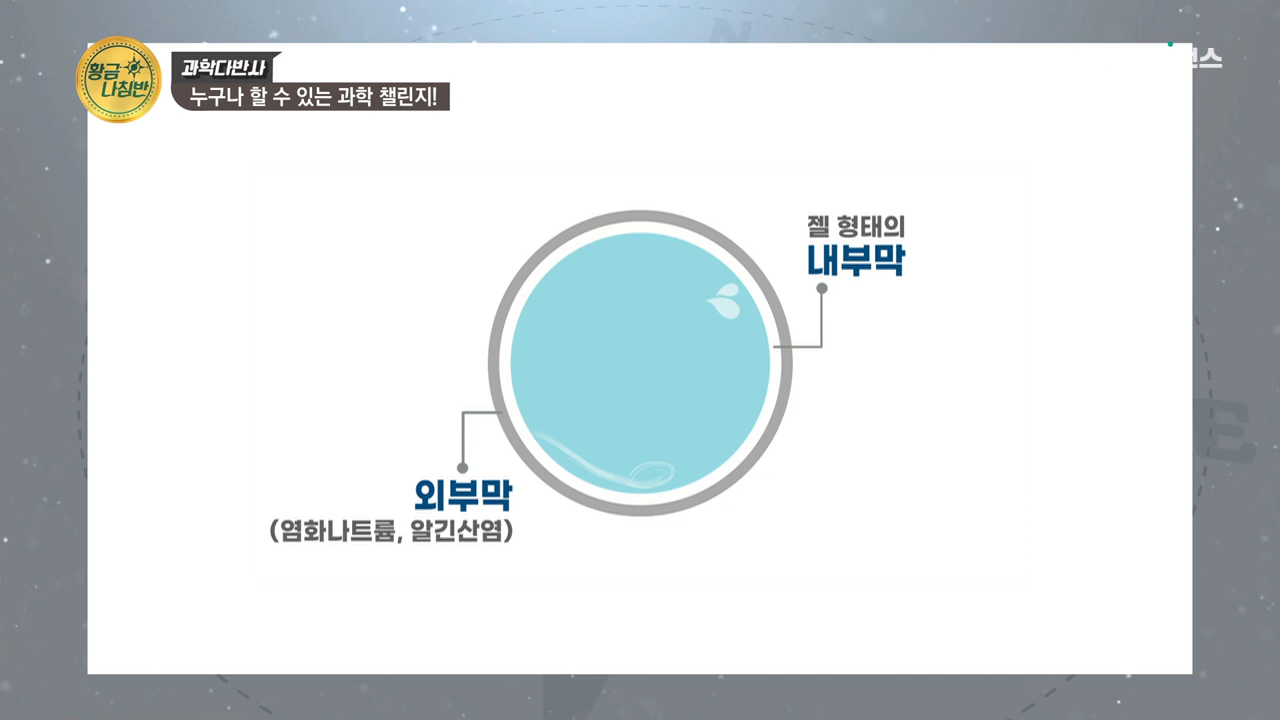 황금
나침반
과학다반사
누구나 할 수 있는 과학 챌린지!
N
젤 형태의
내부막
E
외부막
(염화나트륨, 알긴산염)